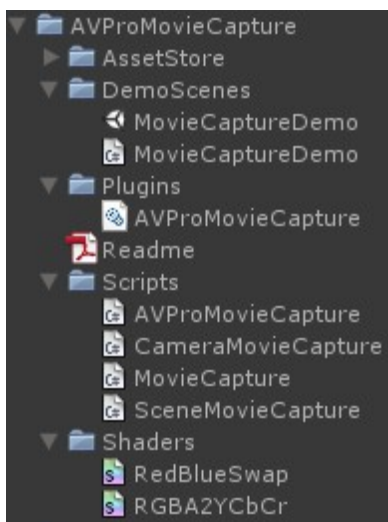 AVProMovieCapture
AssetStore
DemoScenes
MovieCaptureDemo
MovieCaptureDemo
Plugins
AVProMovieCapture
Readme
Scripts
AVProMovieCapture
CameraMovieCapture
MovieCapture
SceneMovieCapture
Shaders
RedBlueSwap
RGBA2YCbCr